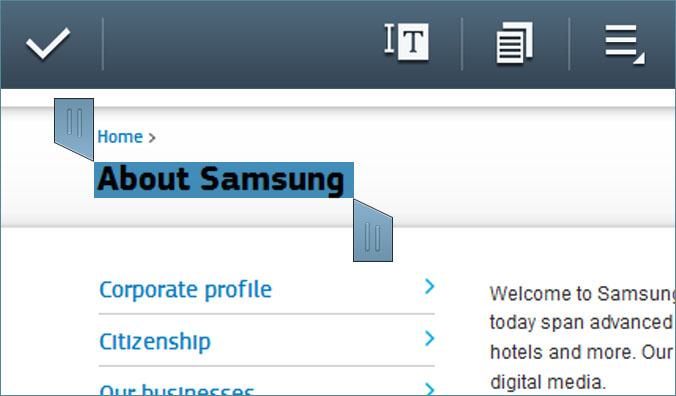 T
Home >
About Samsung
Corporate profile >
Citizenship >
Our businesses >
Welcome to Samsung
today span advanced
hotels and more. Our
digital media.